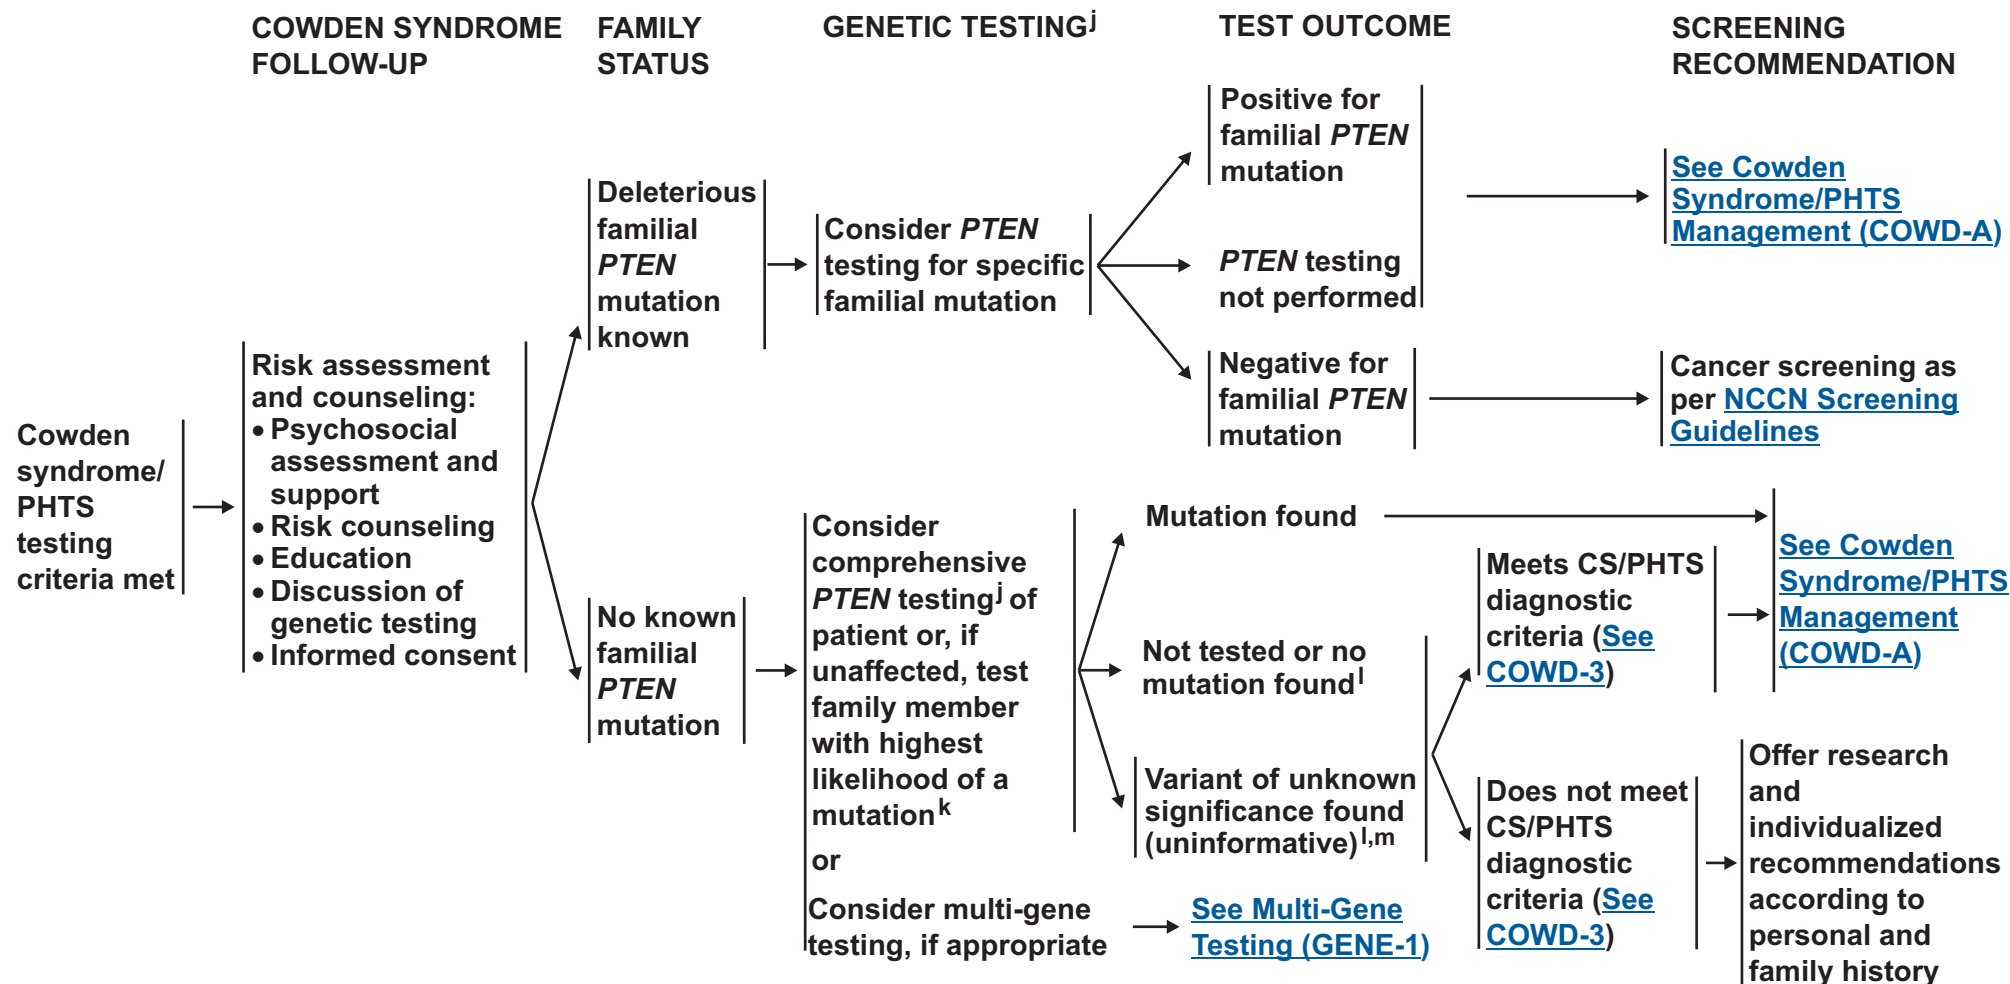 COWDEN SYNDROME
FOLLOW-UP
FAMILY
STATUS
GENETIC TESTINGj
TEST OUTCOME
SCREENING
RECOMMENDATION
Cowden
syndrome/
PHTS
testing
criteria met
Risk assessment
and counseling:
• Psychosocial
assessment and
support
• Risk counseling
• Education
• Discussion of
genetic testing
• Informed consent
Deleterious
familial
PTEN
mutation
known
Consider PTEN
testing for specific
familial mutation
Positive for
familial PTEN
mutation
PTEN testing
not performed
See Cowden
Syndrome/PHTS
Management (COWD-A)
Negative for
familial PTEN
mutation
Cancer screening as
per NCCN Screening
Guidelines
No known
familial
PTEN
mutation
Consider
comprehensive
PTEN testingj of
patient or, if
unaffected, test
family member
with highest
likelihood of a
mutationk
or
Consider multi-gene
testing, if appropriate
Mutation found
Not tested or no
mutation foundl
Variant of unknown
significance found
(uninformative)l,m
See Multi-Gene
Testing (GENE-1)
Meets CS/PHTS
diagnostic
criteria (See
COWD-3)
See Cowden
Syndrome/PHTS
Management
(COWD-A)
Does not meet
CS/PHTS
diagnostic
criteria (See
COWD-3)
Offer research
and
individualized
recommendations
according to
personal and
family history